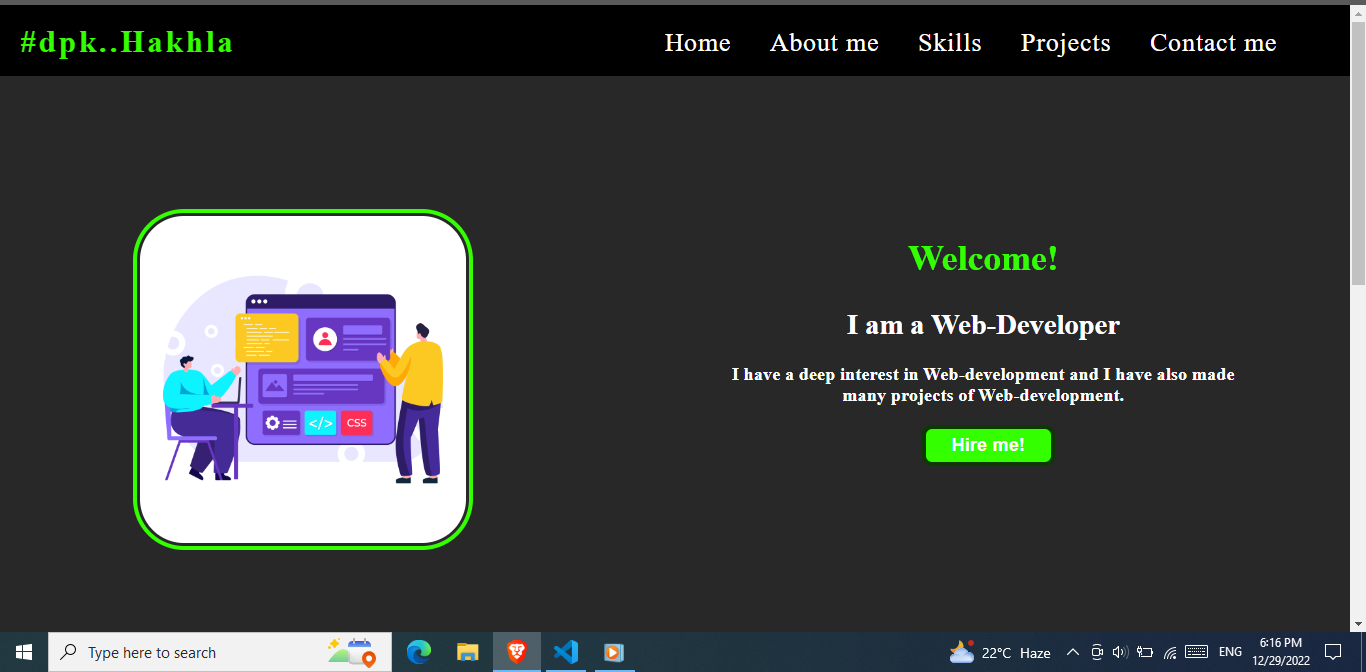 #dpk..Hakhla
Home About me Skills Projects Contact me
</>
CSS
Welcome!
I am a Web-Developer
I have a deep interest in Web-development and I have also made
many projects of Web-development.
Hire me!
Type here to search
22°C Haze
ENG
6:16 PM
12/29/2022